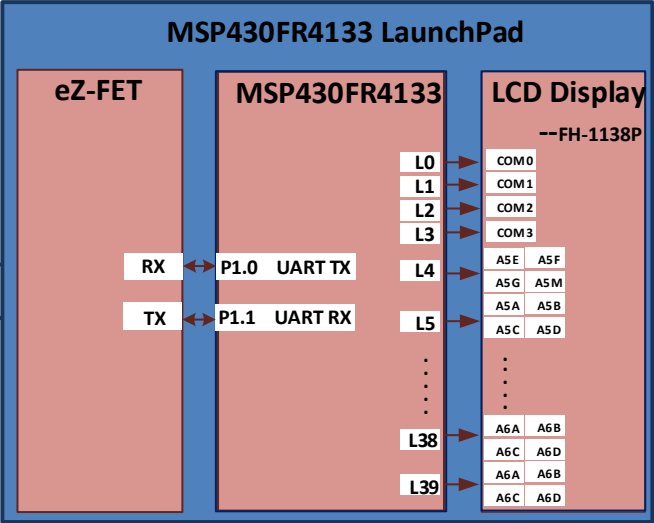 MSP430FR4133 LaunchPad
eZ-FET
MSP430FR4133
LCD Display
--FH-1138P
L0
COM0
L1
COM1
L2
COM2
L3
COM3
RX
P1.0 UART TX
L4
A5E A5F
A5G A5M
TX
P1.1 UART RX
L5
A5A A5B
A5C A5D
L38
A6A A6B
A6C A6D
L39
A6A A6B
A6C A6D